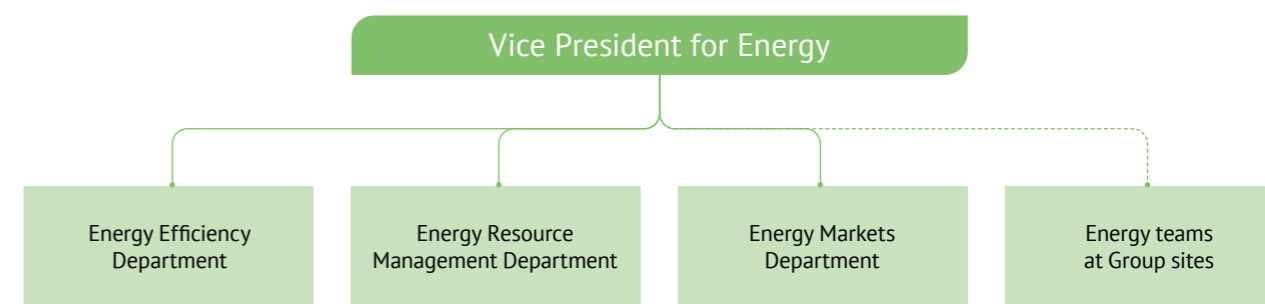 Vice President for Energy
Energy Efficiency
Department
Energy Resource
Management Department
Energy Markets
Department
Energy teams
at Group sites